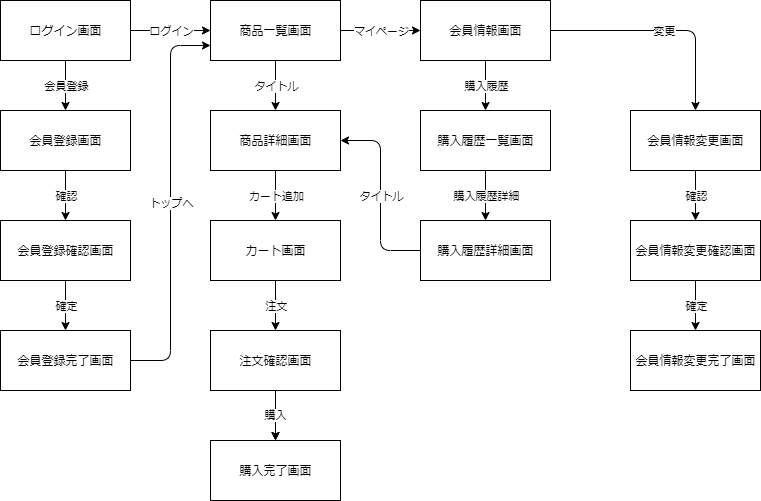 ログイン画面
ログイン
商品一覧画面
マイページ
会員情報画面
変更
会員登録
タイトル
購入履歴
会員登録画面
商品詳細画面
購入履歴一覧画面
会員情報変更画面
確認
トップへ
カート追加
タイトル
購入履歴詳細
確認
会員登録確認画面
カート画面
購入履歴詳細画面
会員情報変更確認画面
確定
注文
確定
会員登録完了画面
注文確認画面
会員情報変更完了画面
購入
購入完了画面